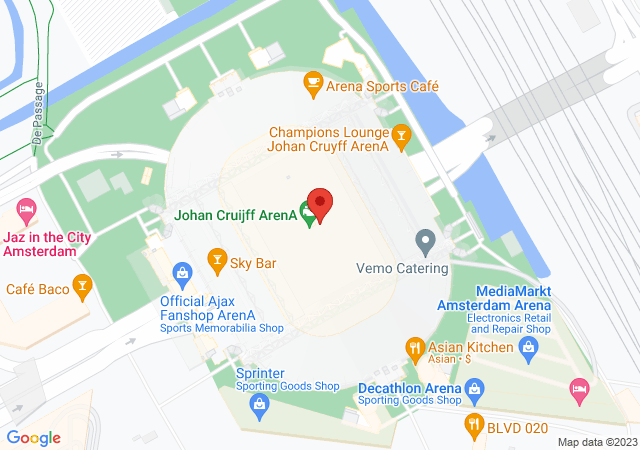 De Passage
Arena Sports Café
Champions Lounge
Johan Cruyff ArenA
Johan Cruijff ArenA
Jaz in the City
Amsterdam
Sky Bar
Vemo Catering
Café Baco
Official Ajax
Fanshop ArenA
Sports Memorabilia Shop
MediaMarkt
Amsterdam Arena
Electronics Retail
and Repair Shop
Asian Kitchen
Asian • $
Sprinter
Sporting Goods Shop
Decathlon Arena
Sporting Goods Shop
BLVD 020
Google
Map data ©2023